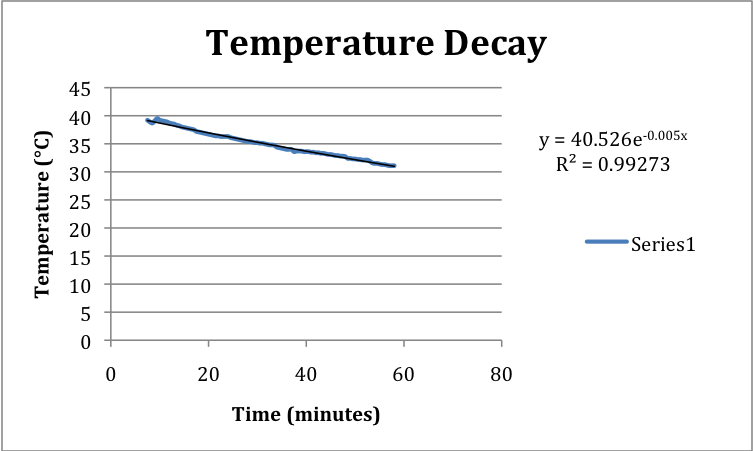 Temperature Decay
45
40
35
30
25
20
15
10
5
0
Temperature (°C)
0 20 40 60 80
Time (minutes)
y = 40.526e^-0.005x
R² = 0.99273
Series1